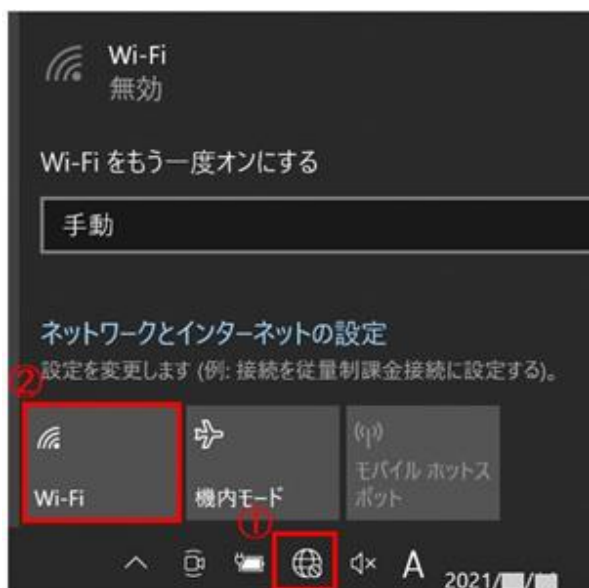 Wi-Fi
無効
Wi-Fi をもう一度オンにする
手動
ネットワークとインターネットの設定
設定を変更します (例: 接続を従量制課金接続に設定する)。
②
Wi-Fi
機内モード
モバイル ホットス
ポット
①
A
2021/